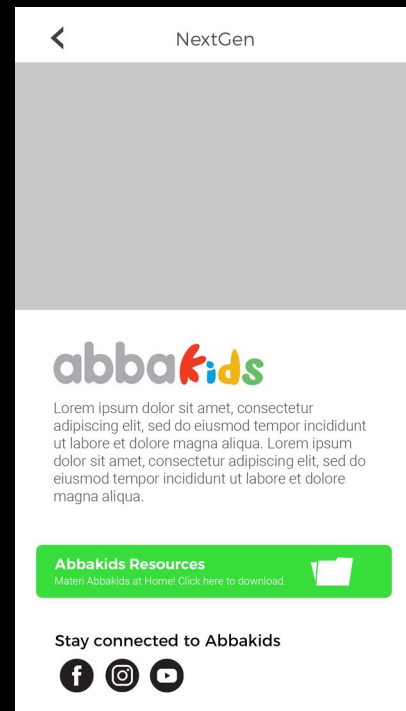 NextGen
abbakids
Lorem ipsum dolor sit amet, consectetur
adipiscing elit, sed do eiusmod tempor incididunt
ut labore et dolore magna aliqua. Lorem ipsum
dolor sit amet, consectetur adipiscing elit, sed do
eiusmod tempor incididunt ut labore et dolore
magna aliqua.
Abbakids Resources
Materi Abbakids at Home! Click here to download.
Stay connected to Abbakids